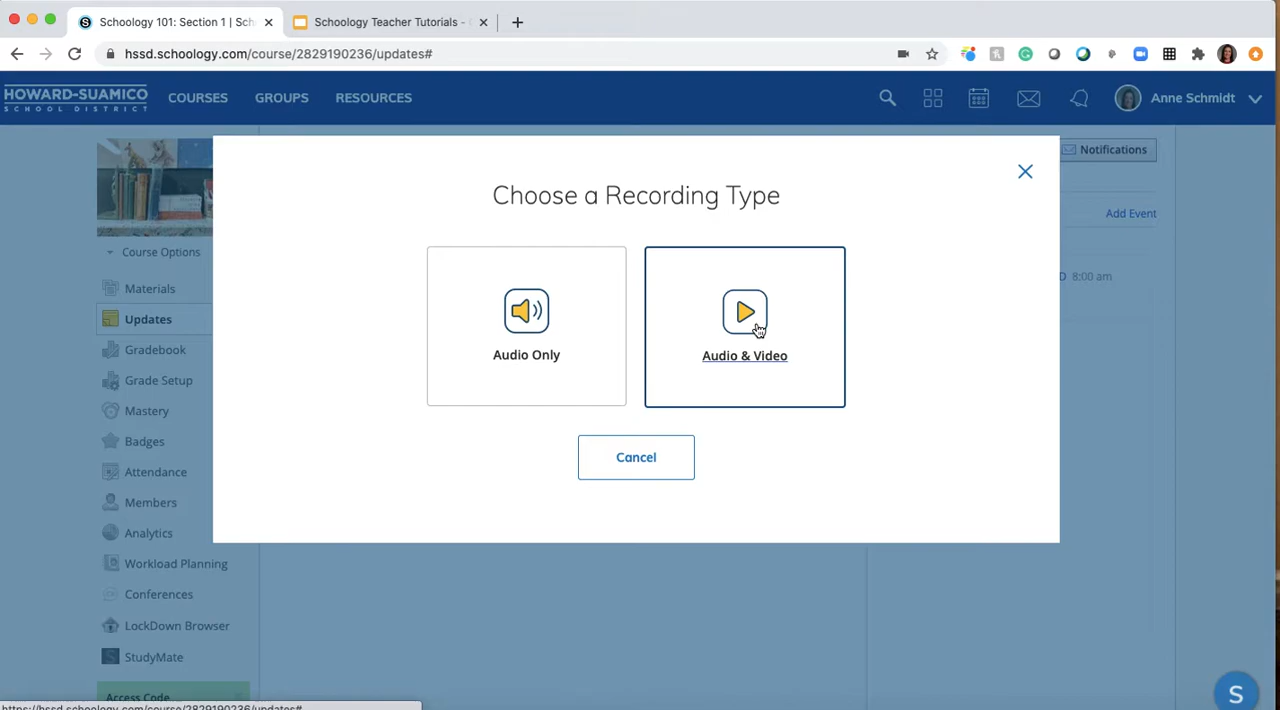 Schoology 101: Section 1 | Sch
Schoology Teacher Tutorials -
hssd.schoology.com/course/2829190236/updates#
HOWARD-SUAMICO
SCHOOL DISTRICT
COURSES
GROUPS
RESOURCES
Anne Schmidt
Notifications
Choose a Recording Type
Add Event
Course Options
8:00 am
Materials
Updates
Audio Only
Audio & Video
Gradebook
Grade Setup
Mastery
Badges
Cancel
Attendance
Members
Analytics
Workload Planning
Conferences
LockDown Browser
StudyMate
Access Code
S
https://hssd.schoology.com/course/2829190236/updates#